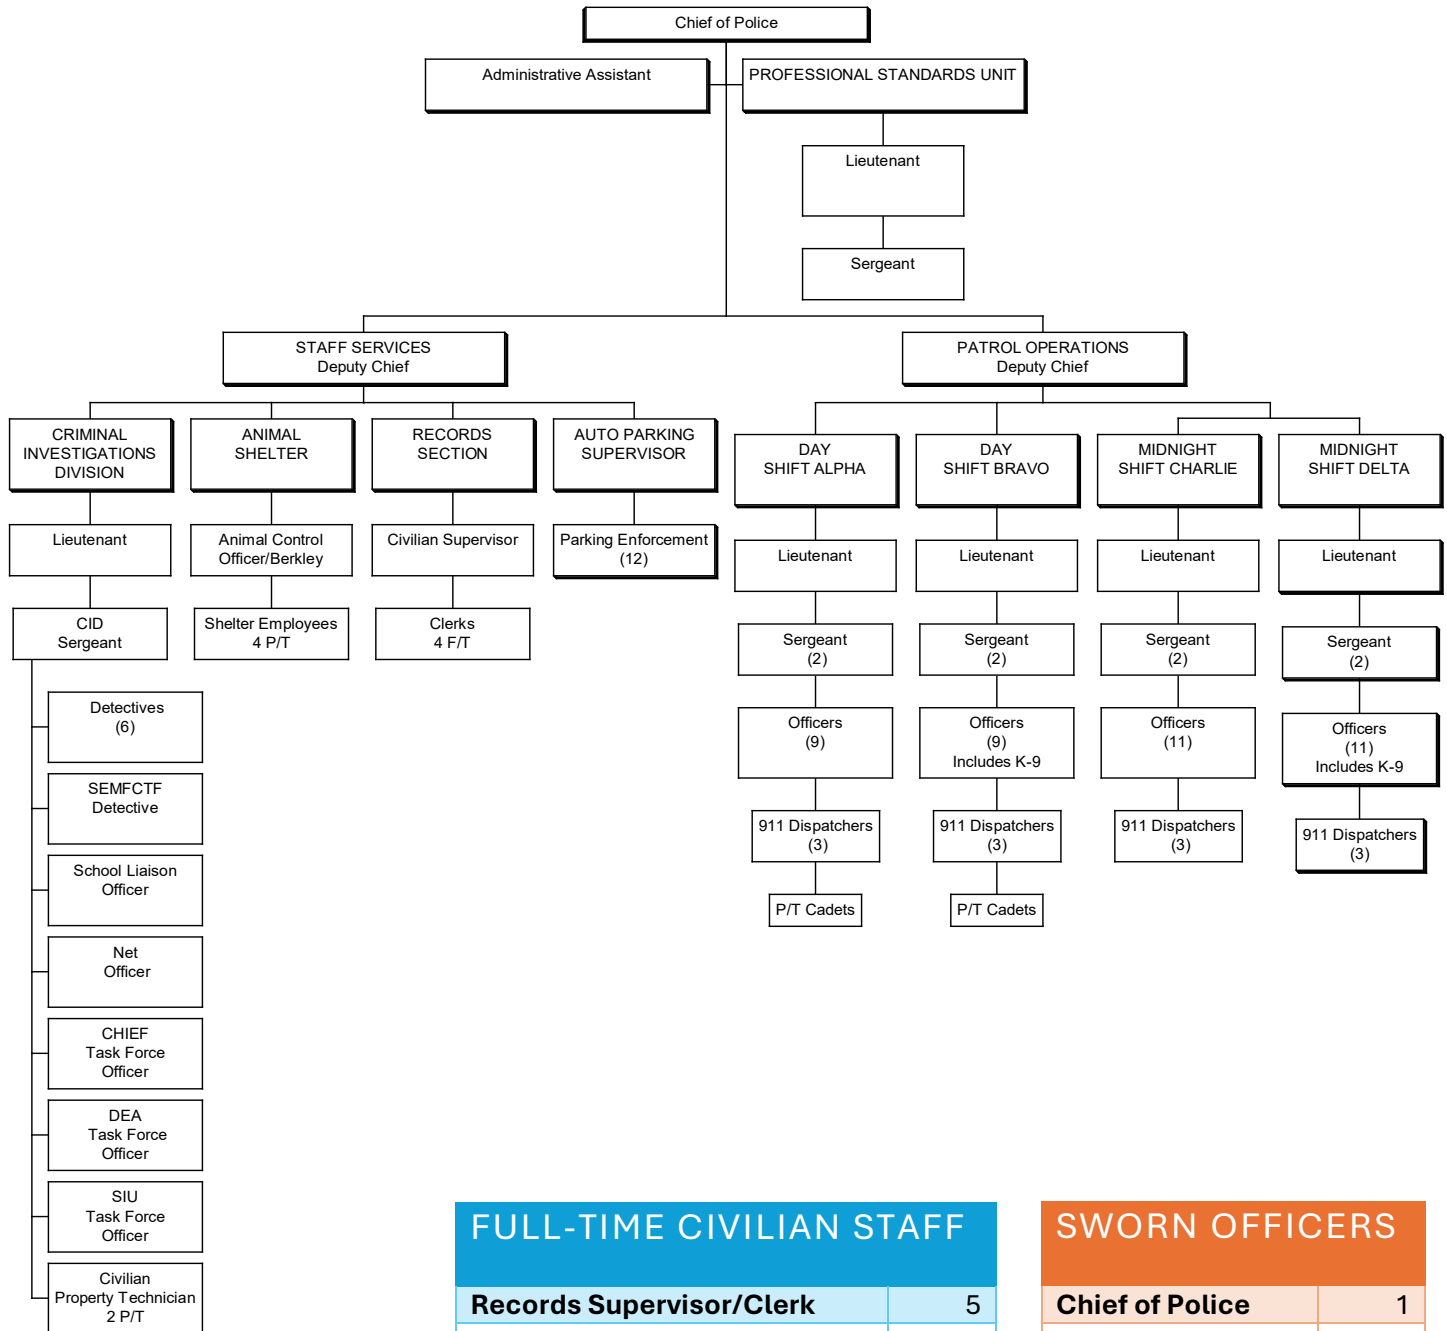 Chief of Police
Administrative Assistant
PROFESSIONAL STANDARDS UNIT
Lieutenant
Sergeant
STAFF SERVICES
Deputy Chief
PATROL OPERATIONS
Deputy Chief
CRIMINAL
INVESTIGATIONS
DIVISION
ANIMAL
SHELTER
RECORDS
SECTION
AUTO PARKING
SUPERVISOR
DAY
SHIFT ALPHA
DAY
SHIFT BRAVO
MIDNIGHT
SHIFT CHARLIE
MIDNIGHT
SHIFT DELTA
Lieutenant
Animal Control
Officer/Berkley
Civilian Supervisor
Parking Enforcement
(12)
Lieutenant
Lieutenant
Lieutenant
Lieutenant
CID
Sergeant
Shelter Employees
4 P/T
Clerks
4 F/T
Sergeant
(2)
Sergeant
(2)
Sergeant
(2)
Sergeant
(2)
Detectives
(6)
Officers
(9)
Officers
(9)
Includes K-9
Officers
(11)
Officers
(11)
Includes K-9
SEMFCTF
Detective
911 Dispatchers
(3)
911 Dispatchers
(3)
911 Dispatchers
(3)
911 Dispatchers
(3)
School Liaison
Officer
P/T Cadets
P/T Cadets
Net
Officer
CHIEF
Task Force
Officer
DEA
Task Force
Officer
SIU
Task Force
Officer
Civilian
Property Technician
2 P/T
FULL-TIME CIVILIAN STAFF
Records Supervisor/Clerk 5
SWORN OFFICERS
Chief of Police 1